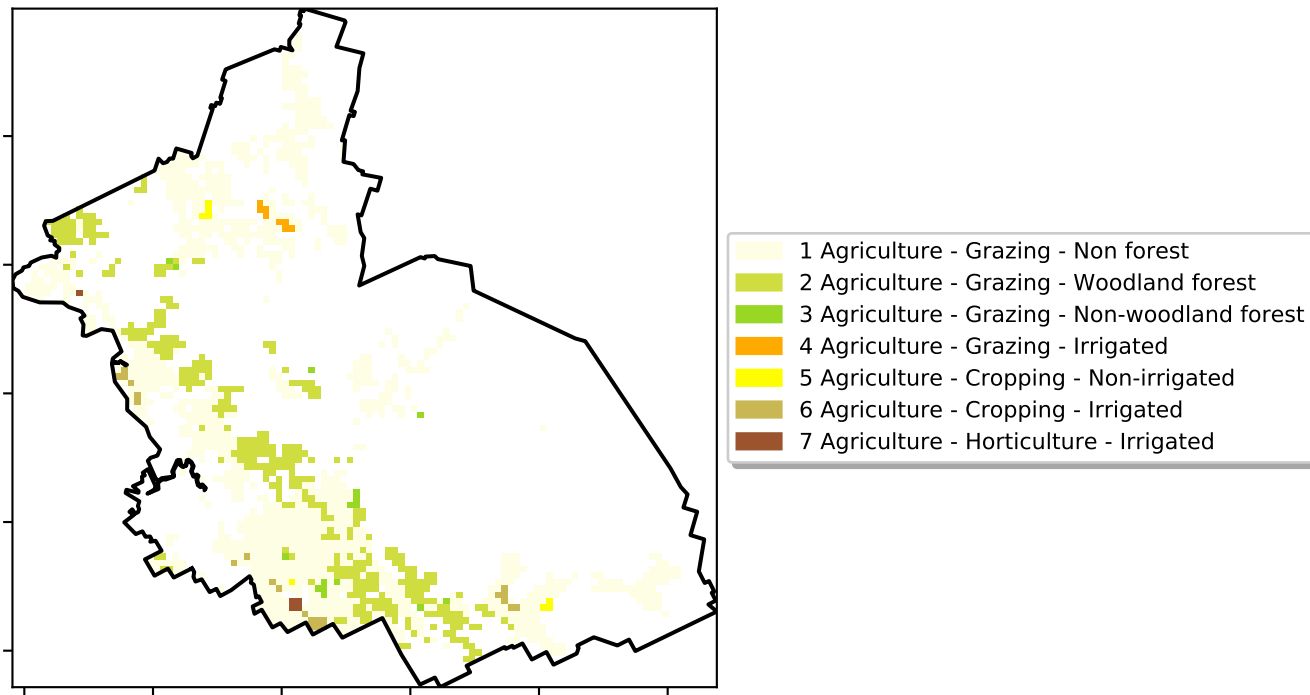 1 Agriculture - Grazing - Non forest
2 Agriculture - Grazing - Woodland forest
3 Agriculture - Grazing - Non-woodland forest
4 Agriculture - Grazing - Irrigated
5 Agriculture - Cropping - Non-irrigated
6 Agriculture - Cropping - Irrigated
7 Agriculture - Horticulture - Irrigated